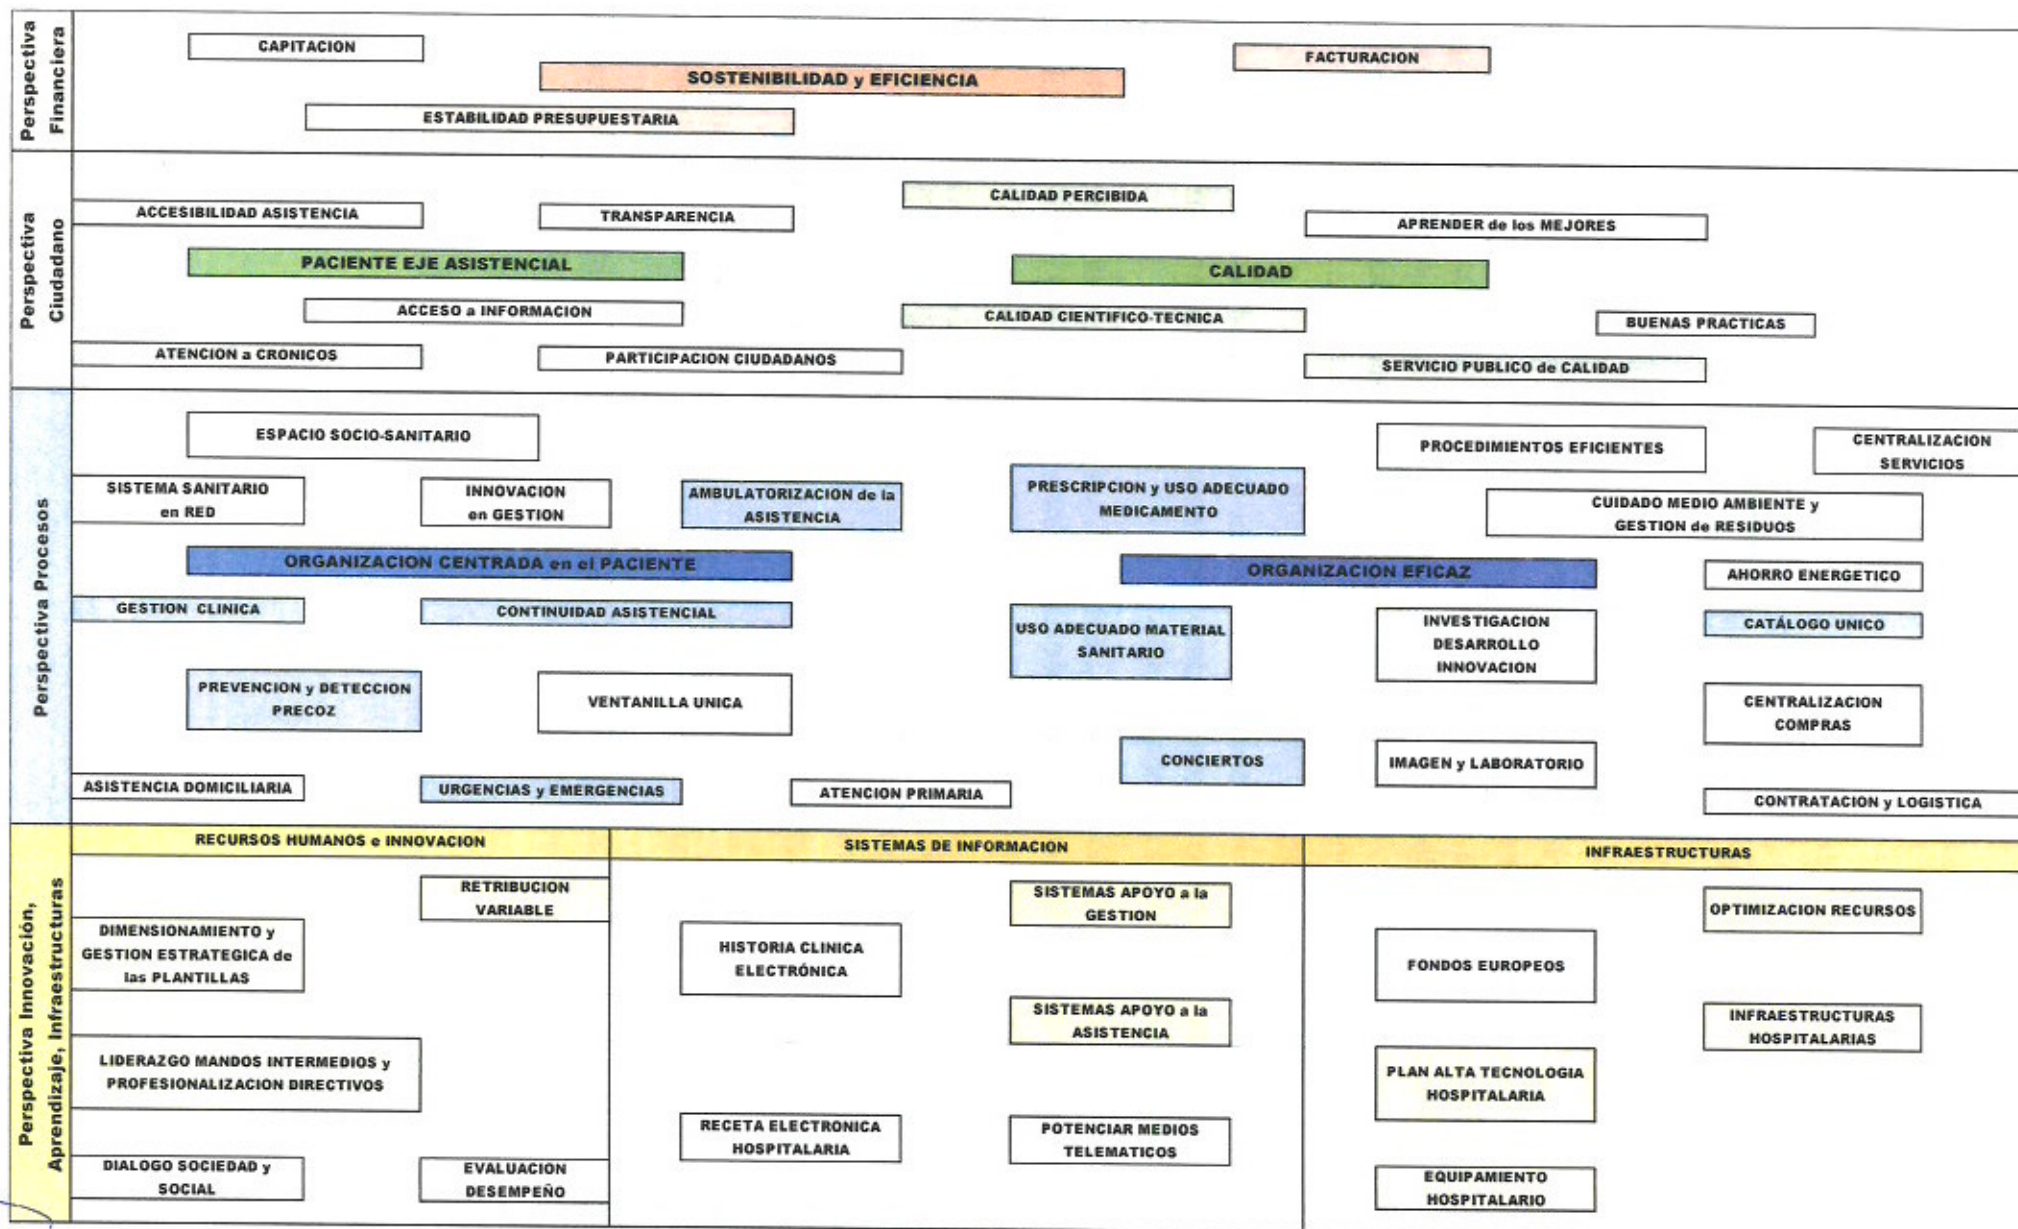 Perspectiva
Financiera
CAPITACION
FACTURACION
SOSTENIBILIDAD y EFICIENCIA
ESTABILIDAD PRESUPUESTARIA
Perspectiva
Ciudadano
CALIDAD PERCIBIDA
ACCESIBILIDAD ASISTENCIA
TRANSPARENCIA
APRENDER de los MEJORES
PACIENTE EJE ASISTENCIAL
CALIDAD
ACCESO a INFORMACION
CALIDAD CIENTIFICO-TECNICA
BUENAS PRACTICAS
ATENCION a CRONICOS
PARTICIPACION CIUDADANOS
SERVICIO PUBLICO de CALIDAD
Perspectiva Procesos
ESPACIO SOCIO-SANITARIO
PROCEDIMIENTOS EFICIENTES
CENTRALIZACION
SERVICIOS
SISTEMA SANITARIO
en RED
INNOVACION
en GESTION
AMBULATORIZACION de la
ASISTENCIA
PRESCRIPCION y USO ADECUADO
MEDICAMENTO
CUIDADO MEDIO AMBIENTE y
GESTION de RESIDUOS
ORGANIZACION CENTRADA en el PACIENTE
ORGANIZACION EFICAZ
AHORRO ENERGETICO
GESTION CLINICA
CONTINUIDAD ASISTENCIAL
USO ADECUADO MATERIAL
SANITARIO
INVESTIGACION
DESARROLLO
INNOVACION
CATÁLOGO UNICO
PREVENCION y DETECCION
PRECOZ
VENTANILLA UNICA
CENTRALIZACION
COMPRAS
CONCIERTOS
IMAGEN y LABORATORIO
ASISTENCIA DOMICILIARIA
URGENCIAS y EMERGENCIAS
ATENCION PRIMARIA
CONTRATACION y LOGISTICA
Perspectiva Innovación,
Aprendizaje, Infraestructuras
RECURSOS HUMANOS e INNOVACION
SISTEMAS DE INFORMACION
INFRAESTRUCTURAS
RETRIBUCION
VARIABLE
DIMENSIONAMIENTO y
GESTION ESTRATEGICA de
las PLANTILLAS
LIDERAZGO MANDOS INTERMEDIOS y
PROFESIONALIZACION DIRECTIVOS
DIALOGO SOCIEDAD y
SOCIAL
EVALUACION
DESEMPEÑO
SISTEMAS APOYO a la
GESTION
HISTORIA CLINICA
ELECTRÓNICA
SISTEMAS APOYO a la
ASISTENCIA
RECETA ELECTRONICA
HOSPITALARIA
POTENCIAR MEDIOS
TELEMATICOS
OPTIMIZACION RECURSOS
FONDOS EUROPEOS
INFRAESTRUCTURAS
HOSPITALARIAS
PLAN ALTA TECNOLOGIA
HOSPITALARIA
EQUIPAMIENTO
HOSPITALARIO